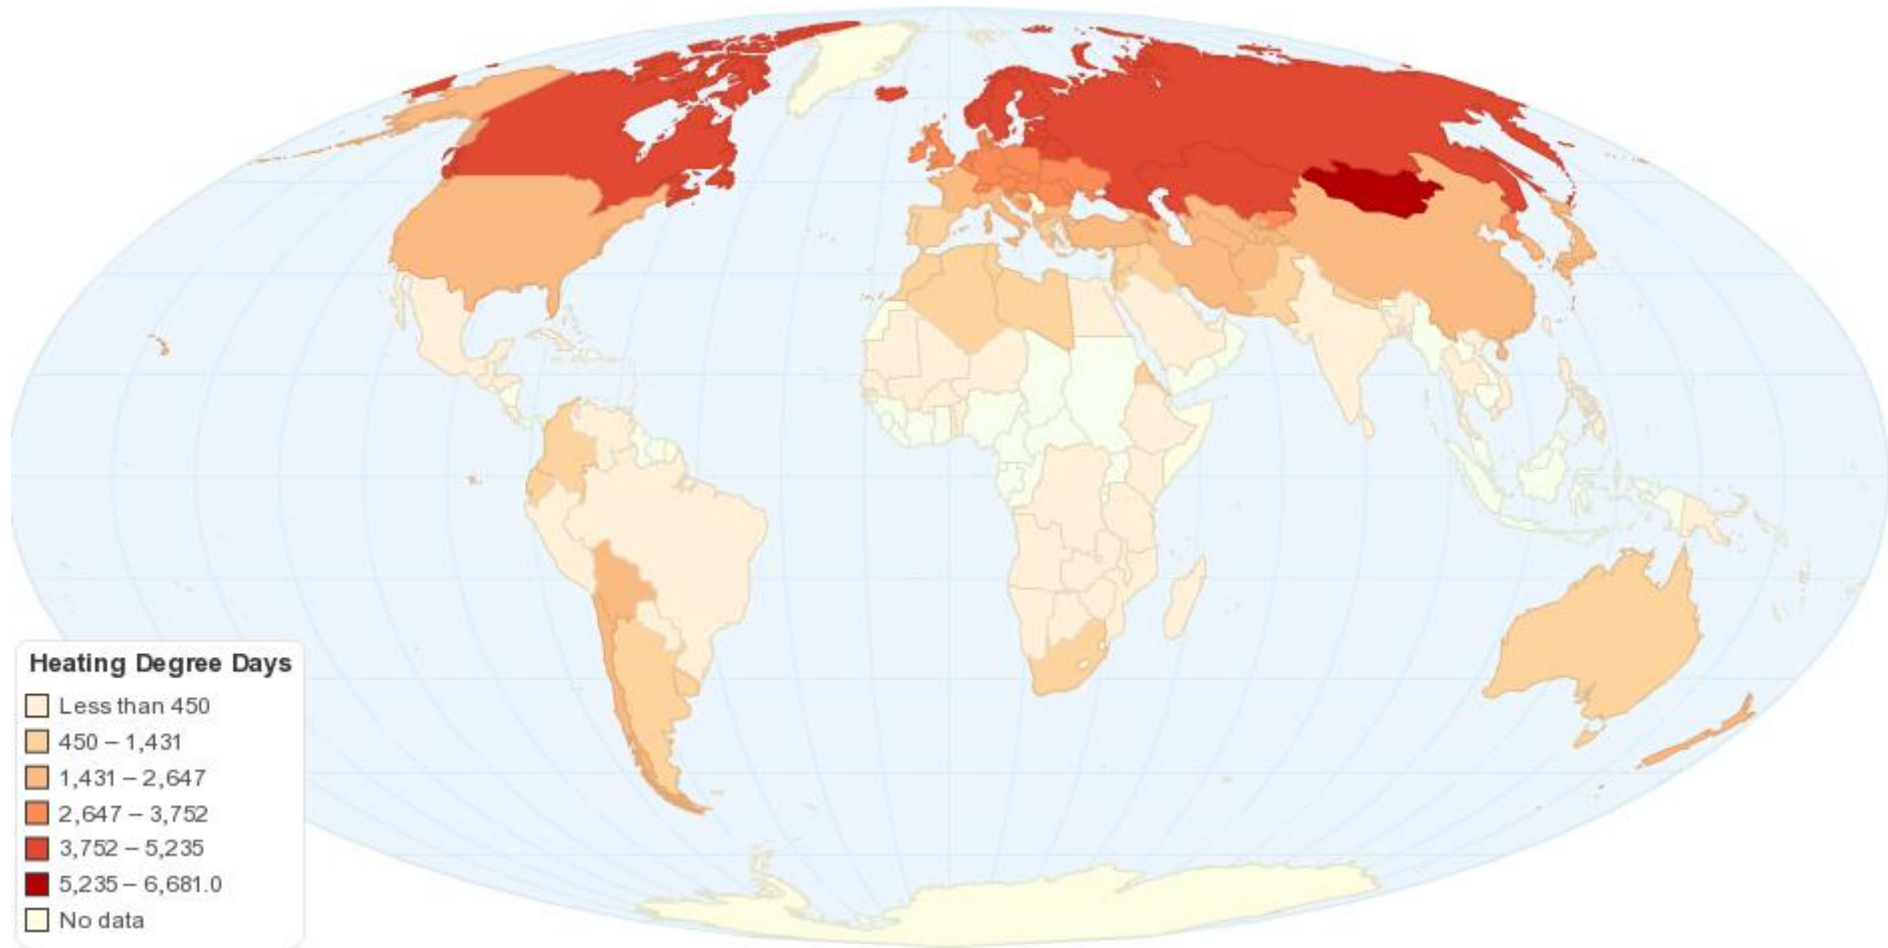 Heating Degree Days
Less than 450
450 – 1,431
1,431 – 2,647
2,647 – 3,752
3,752 – 5,235
5,235 – 6,681.0
No data